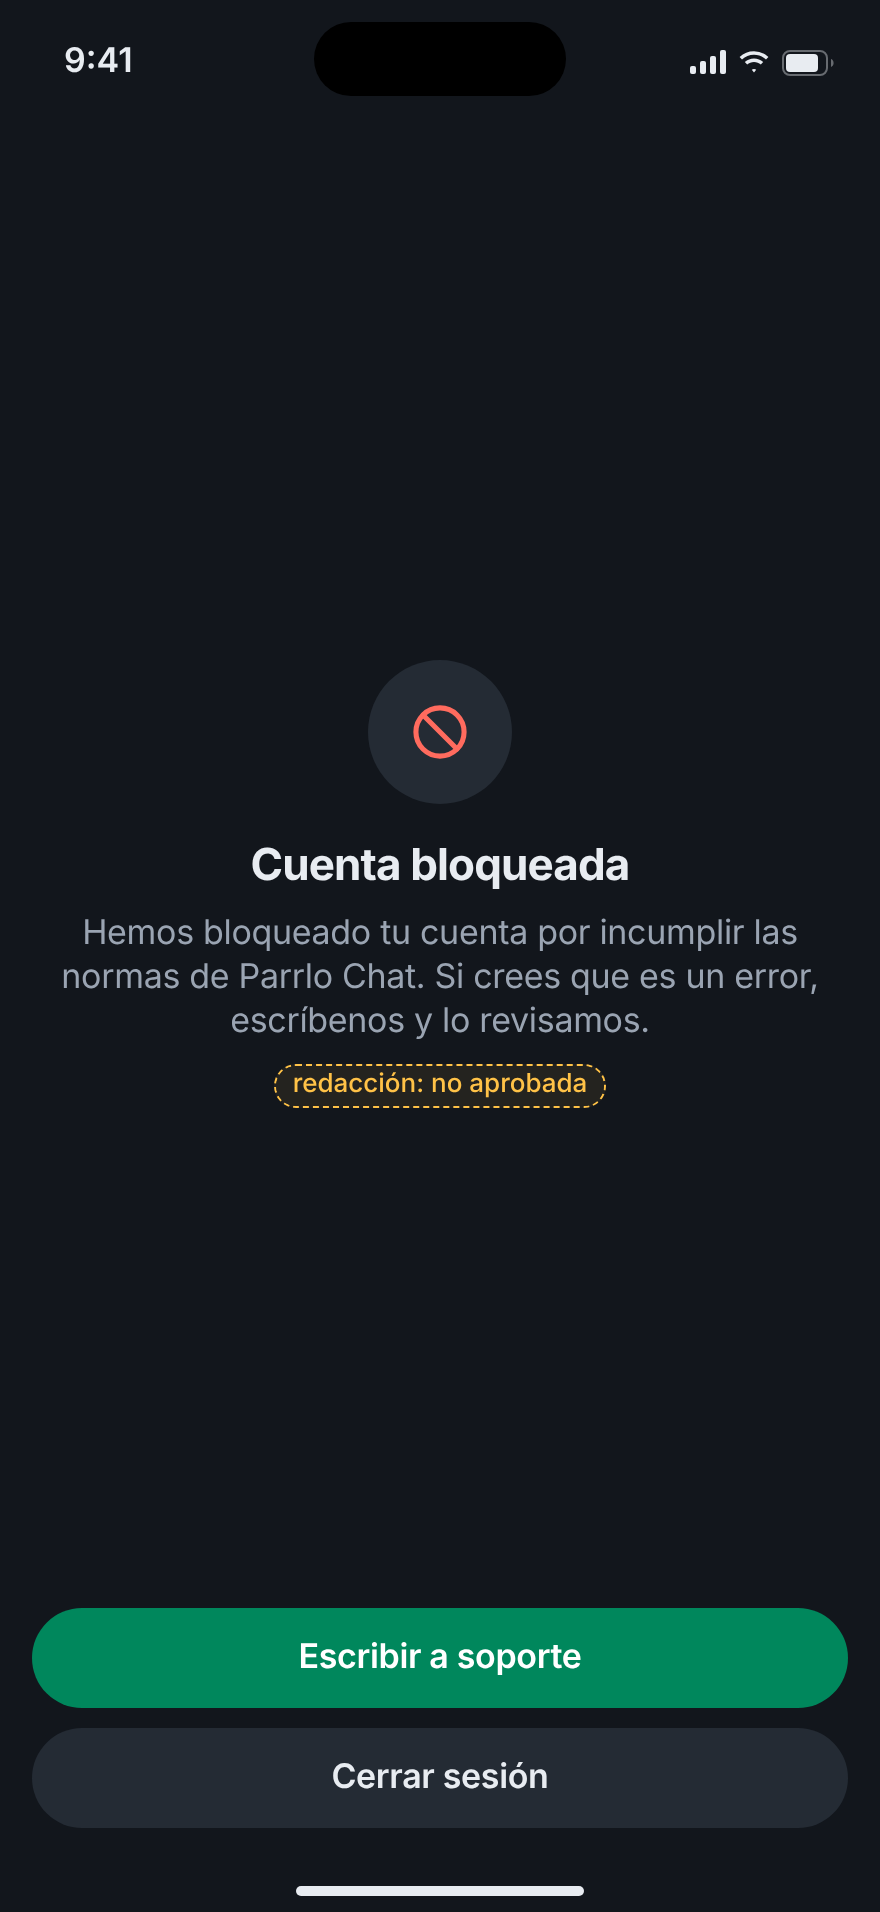 9:41
Cuenta bloqueada
Hemos bloqueado tu cuenta por incumplir las
normas de Parrlo Chat. Si crees que es un error,
escríbenos y lo revisamos.
redacción: no aprobada
Escribir a soporte
Cerrar sesión